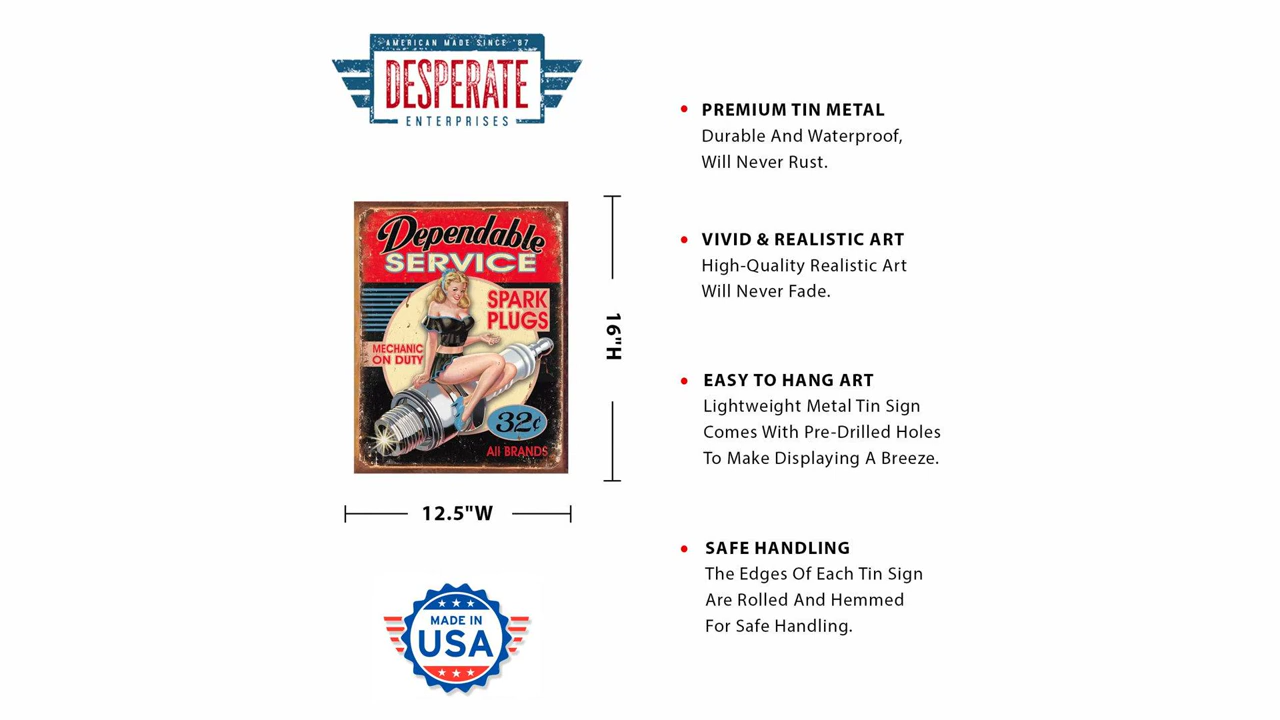 AMERICAN MADE SINCE '87
DESPERATE
ENTERPRISES
Dependable
SERVICE
SPARK
PLUGS
MECHANIC
ON DUTY
32¢
All BRANDS
16"H
12.5"W
MADE IN
USA
• PREMIUM TIN METAL
Durable And Waterproof,
Will Never Rust.
• VIVID & REALISTIC ART
High-Quality Realistic Art
Will Never Fade.
• EASY TO HANG ART
Lightweight Metal Tin Sign
Comes With Pre-Drilled Holes
To Make Displaying A Breeze.
• SAFE HANDLING
The Edges Of Each Tin Sign
Are Rolled And Hemmed
For Safe Handling.